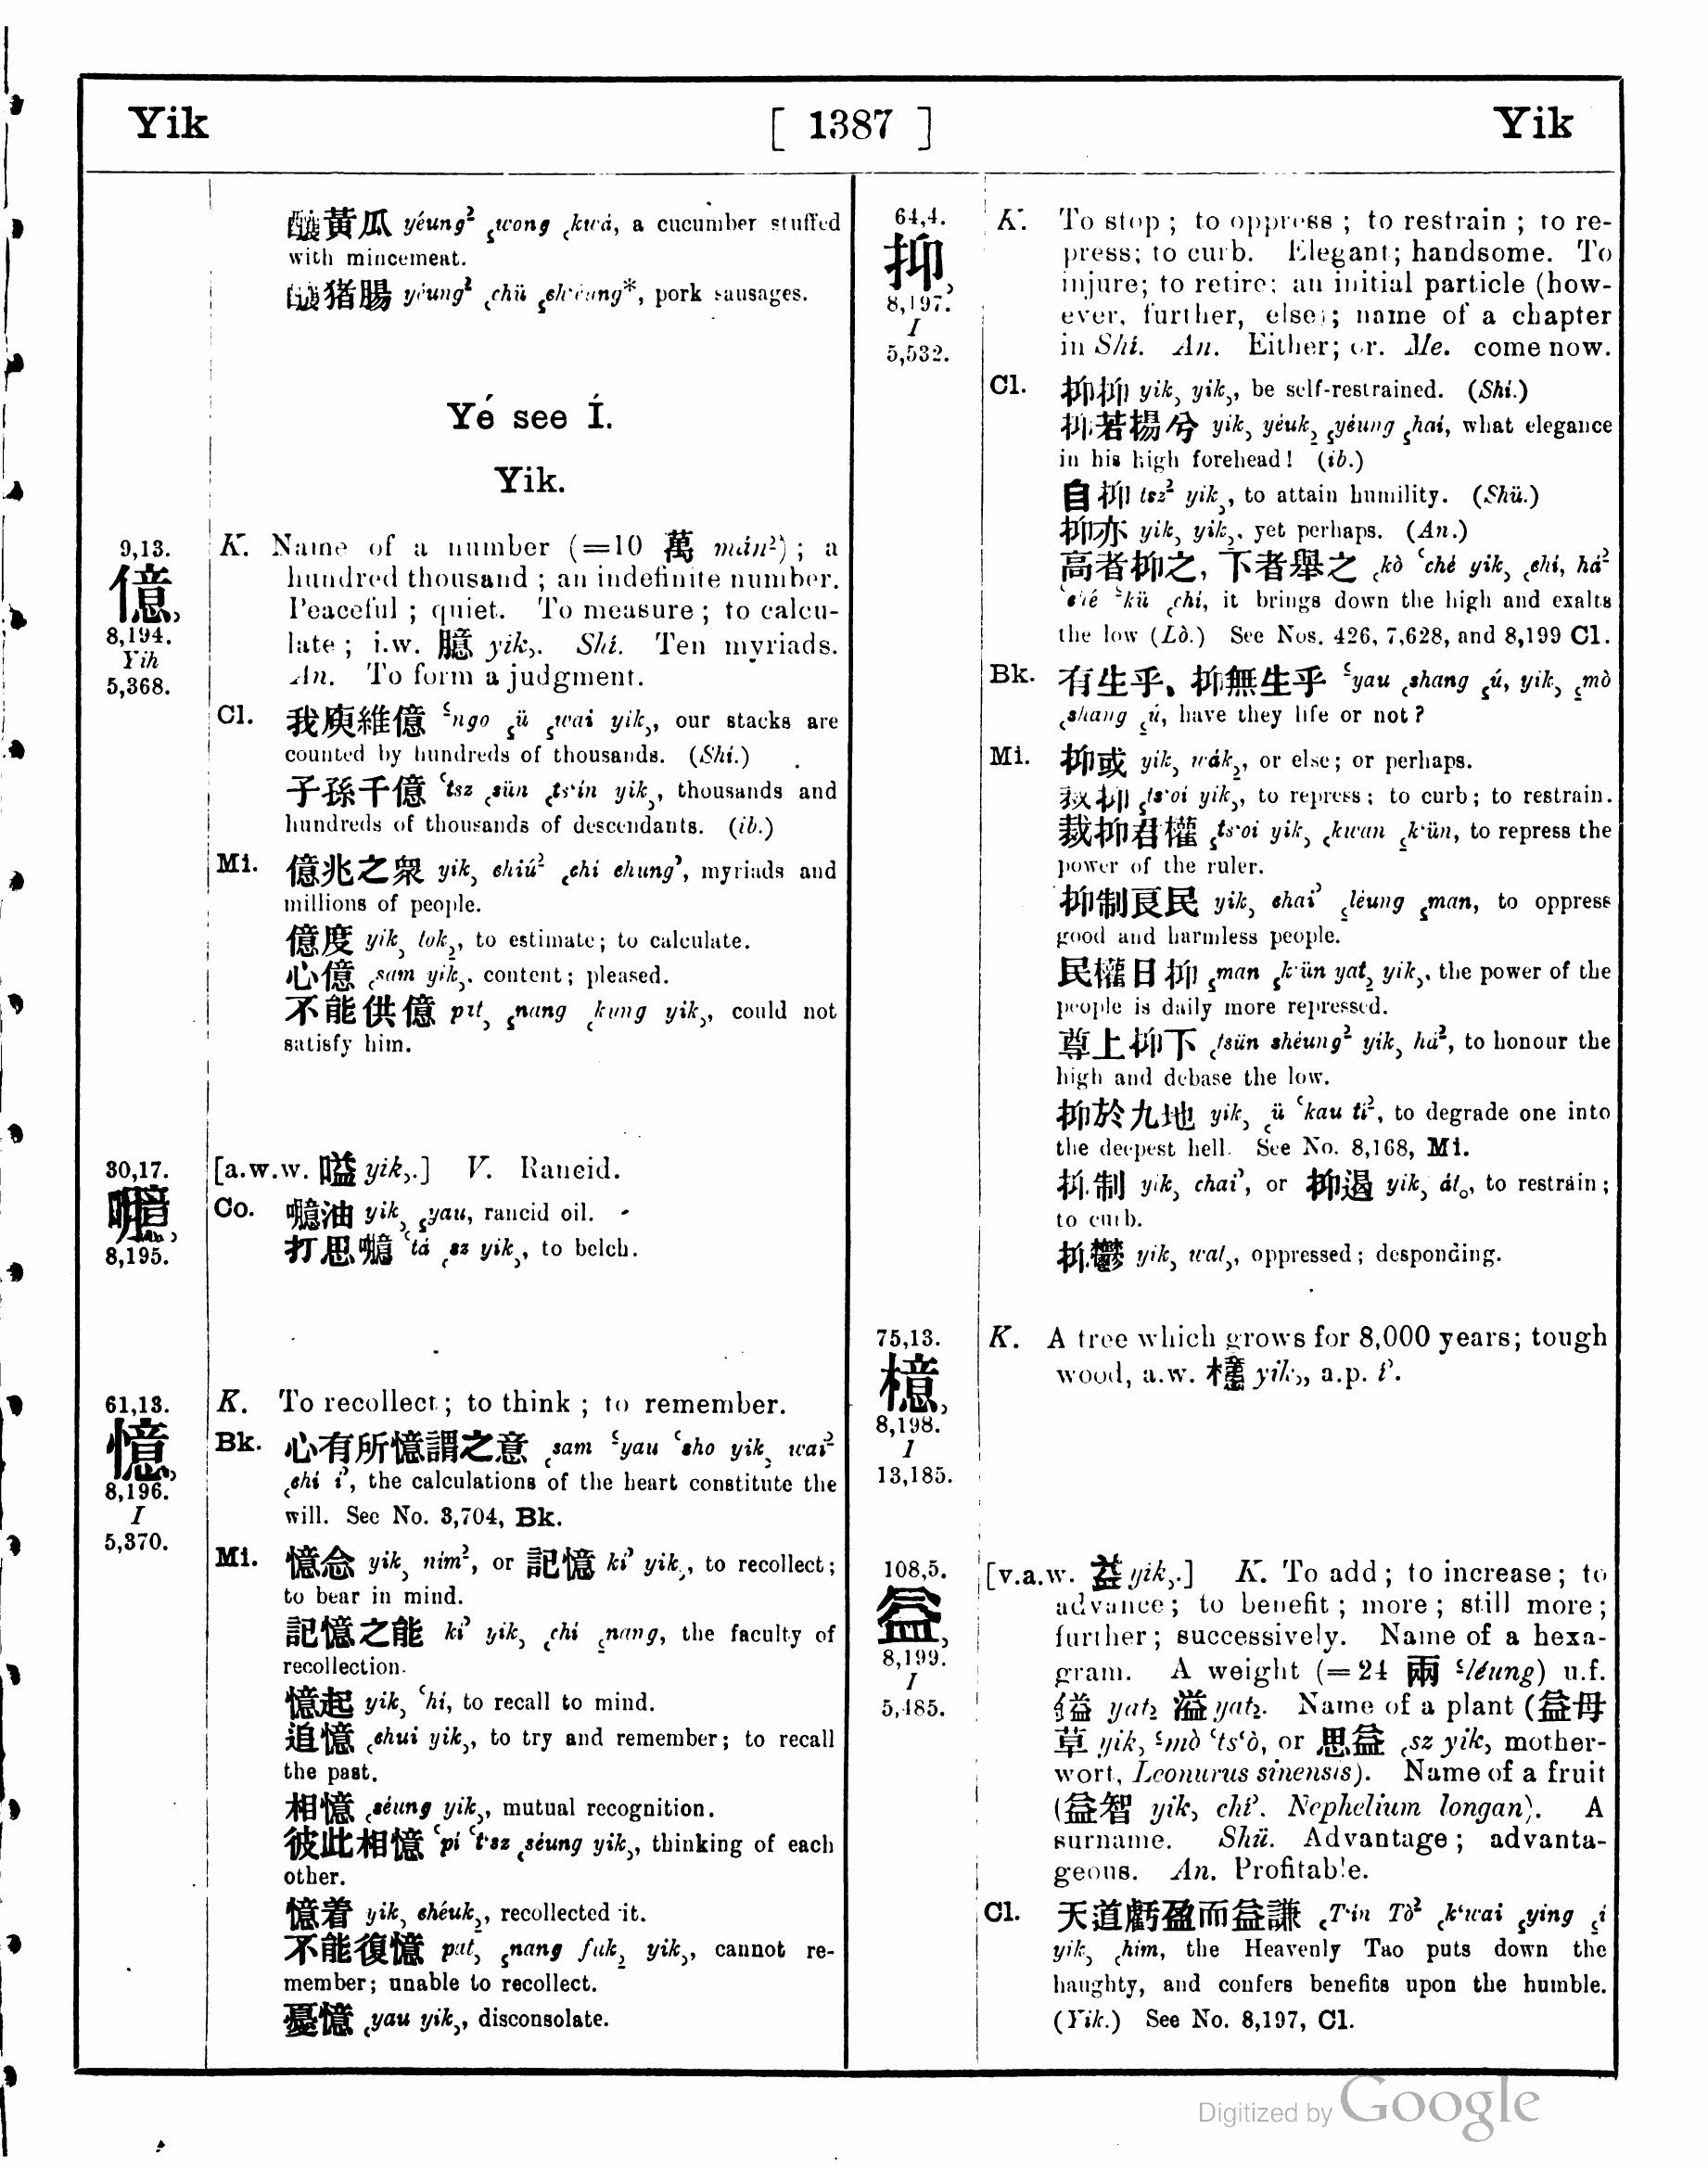 Yik [ 1387 ] Yik
釀黃瓜 yéung² ꜁wong ꜀kwá, a cucumber stuffed
with mincemeat.
釀猪腸 yéung² ꜀chü ꜁ch'éung*, pork sausages.
Yé see Í.
Yik.
9,13.
億
8,194.
Yih
5,368.
K. Name of a number (=10 萬 mán²); a
hundred thousand; an indefinite number.
Peaceful; quiet. To measure; to calcu-
late; i.w. 臆 yik꜆. Shí. Ten myriads.
An. To form a judgment.
Cl. 我庾維億 ꜃ngo ꜁ü ꜁wai yik꜆, our stacks are
counted by hundreds of thousands. (Shí.)
子孫千億 ꜂tsz ꜀sün ꜀ts'in yik꜆, thousands and
hundreds of thousands of descendants. (ib.)
Mi. 億兆之衆 yik꜆ chiú² ꜀chi chung꜄, myriads and
millions of people.
億度 yik꜆ tok꜇, to estimate; to calculate.
心億 ꜀sam yik꜆. content; pleased.
不能供億 pit꜆ ꜁nang ꜀kung yik꜆, could not
satisfy him.
30,17.
8,195.
[a.w.w. 嗌 yik꜆.] V. Rancid.
Co. 油 yik꜆ ꜁yau, rancid oil.
打思 ꜂tá ꜀sz yik꜆, to belch.
61,13.
憶
8,196.
I
5,370.
K. To recollect; to think; to remember.
Bk. 心有所憶謂之意 ꜀sam ꜃yau ꜂sho yik꜆ wai²
꜀chi i꜄, the calculations of the heart constitute the
will. See No. 3,704, Bk.
Mi. 憶念 yik꜆ nim², or 記憶 ki꜄ yik꜆, to recollect;
to bear in mind.
記憶之能 ki꜄ yik꜆ ꜀chi ꜁nang, the faculty of
recollection.
憶起 yik꜆ ꜂hi, to recall to mind.
追憶 ꜀chui yik꜆, to try and remember; to recall
the past.
相憶 ꜀séung yik꜆, mutual recognition.
彼此相憶 ꜂pi ꜂t'sz ꜀séung yik꜆, thinking of each
other.
憶着 yik꜆ chéuk꜇, recollected it.
不能復憶 pat꜆ ꜁nang fuk꜇ yik꜆, cannot re-
member; unable to recollect.
憂憶 ꜀yau yik꜆, disconsolate.
64,4.
抑
8,197.
I
5,532.
K. To stop; to oppress; to restrain; to re-
press; to curb. Elegant; handsome. To
injure; to retire; an initial particle (how-
ever, further, else); name of a chapter
in Shí. An. Either; or. Me. come now.
Cl. 抑抑 yik꜆ yik꜆, be self-restrained. (Shí.)
抑若揚兮 yik꜆ yéuk꜇ ꜁yéung ꜁hai, what elegance
in his high forehead! (ib.)
自抑 tsz² yik꜆, to attain humility. (Shü.)
抑亦 yik꜆ yik꜇. yet perhaps. (An.)
高者抑之, 下者舉之 ꜀kò ꜂ché yik꜆ ꜀chi, há²
꜂ché ꜂kü ꜀chi, it brings down the high and exalts
the low (Lò.) See Nos. 426, 7,628, and 8,199 Cl.
Bk. 有生乎、抑無生乎 ꜃yau ꜀shang ꜁ú, yik꜆ ꜁mò
꜀shang ꜁ú, have they life or not?
Mi. 抑或 yik꜆ wák꜇, or else; or perhaps.
裁抑 ꜁ts'oi yik꜆, to repress; to curb; to restrain.
裁抑君權 ꜁ts'oi yik꜆ ꜀kwan ꜁k'ün, to repress the
power of the ruler.
抑制良民 yik꜆ chai꜄ ꜁léung ꜁man, to oppress
good and harmless people.
民權日抑 ꜁man ꜁k'ün yat꜇ yik꜆, the power of the
people is daily more repressed.
尊上抑下 ꜀tsün shéung² yik꜆ há², to honour the
high and debase the low.
抑於九地 yik꜆ ꜀ü ꜂kau ti², to degrade one into
the deepest hell. See No. 8,168, Mi.
抑制 yik꜆ chai꜄, or 抑遏 yik꜆ át₀, to restrain;
to curb.
抑鬱 yik꜆ wat꜆, oppressed; desponding.
75,13.
檍
8,198.
I
13,185.
K. A tree which grows for 8,000 years; tough
wood, a.w. yik꜆, a.p. i꜄.
108,5.
益
8,199.
I
5,485.
[v.a.w. 益 yik꜆.] K. To add; to increase; to
advance; to benefit; more; still more;
further; successively. Name of a hexa-
gram. A weight (=24 兩 ꜃léung) u.f.
鎰 yat꜇ 溢 yat꜇. Name of a plant (益母
草 yik꜆ ꜃mò ꜂ts'ò, or 思益 ꜀sz yik꜆ mother-
wort, Leonurus sinensis). Name of a fruit
(益智 yik꜆ chi꜄. Nephelium longan). A
surname. Shü. Advantage; advanta-
geous. An. Profitable.
Cl. 天道虧盈而益謙 ꜀T'in Tò² ꜀k'wai ꜁ying ꜁i
yik꜆ ꜀him, the Heavenly Tao puts down the
haughty, and confers benefits upon the humble.
(Yik.) See No. 8,197, Cl.
Digitized by Google